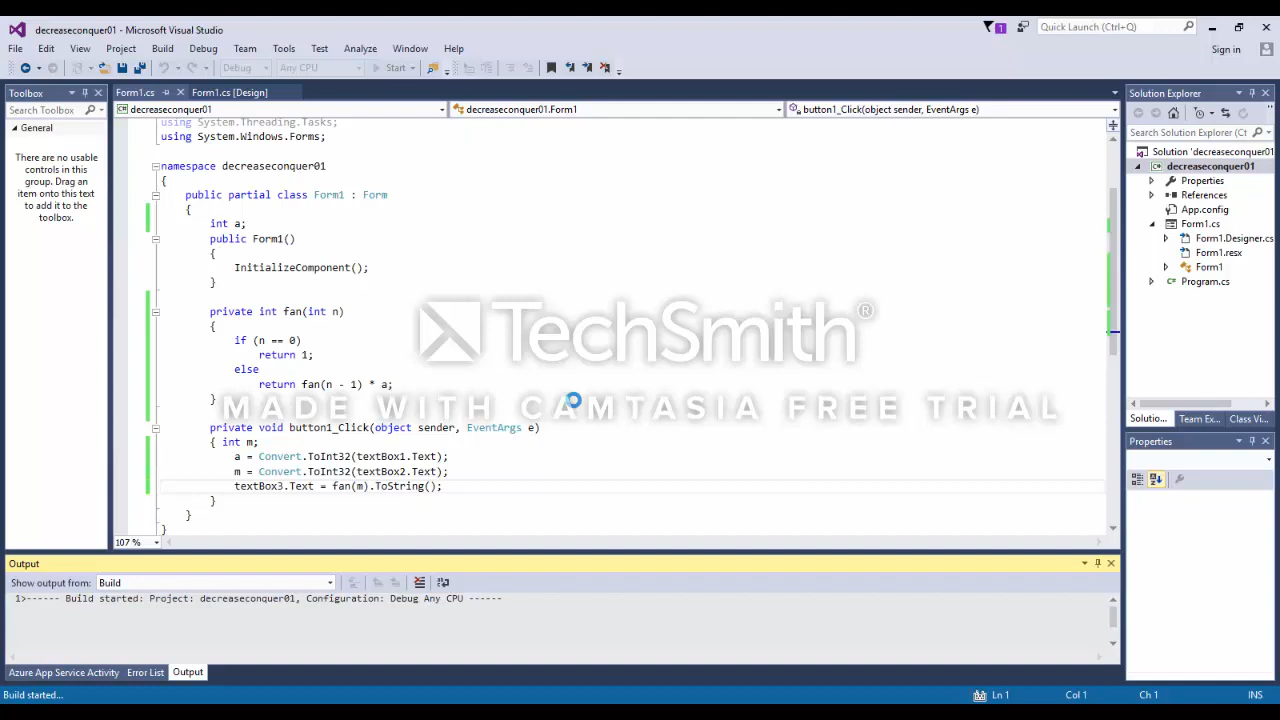 decreaseconquer01 - Microsoft Visual Studio
1
Quick Launch (Ctrl+Q)
File Edit View Project Build Debug Team Tools Test Analyze Window Help
Sign in
Debug Any CPU Start
Toolbox
Form1.cs Form1.cs [Design]
Solution Explorer
Search Toolbox
decreaseconquer01 decreaseconquer01.Form1 button1_Click(object sender, EventArgs e)
General
There are no usable
controls in this
group. Drag an
item onto this text
to add it to the
toolbox.
using System.Threading.Tasks;
using System.Windows.Forms;
namespace decreaseconquer01
{
public partial class Form1 : Form
{
int a;
public Form1()
{
InitializeComponent();
}
private int fan(int n)
{
if (n == 0)
return 1;
else
return fan(n - 1) * a;
}
private void button1_Click(object sender, EventArgs e)
{ int m;
a = Convert.ToInt32(textBox1.Text);
m = Convert.ToInt32(textBox2.Text);
textBox3.Text = fan(m).ToString();
}
}
}
107 %
TechSmith®
MADE WITH CAMTASIA FREE TRIAL
Search Solution Explorer (Ct
Solution 'decreaseconquer01
decreaseconquer01
Properties
References
App.config
Form1.cs
Form1.Designer.cs
Form1.resx
Form1
Program.cs
Solutio... Team Ex... Class Vi...
Properties
Output
Show output from: Build
1>------ Build started: Project: decreaseconquer01, Configuration: Debug Any CPU ------
Azure App Service Activity Error List Output
Build started... Ln 1 Col 1 Ch 1 INS